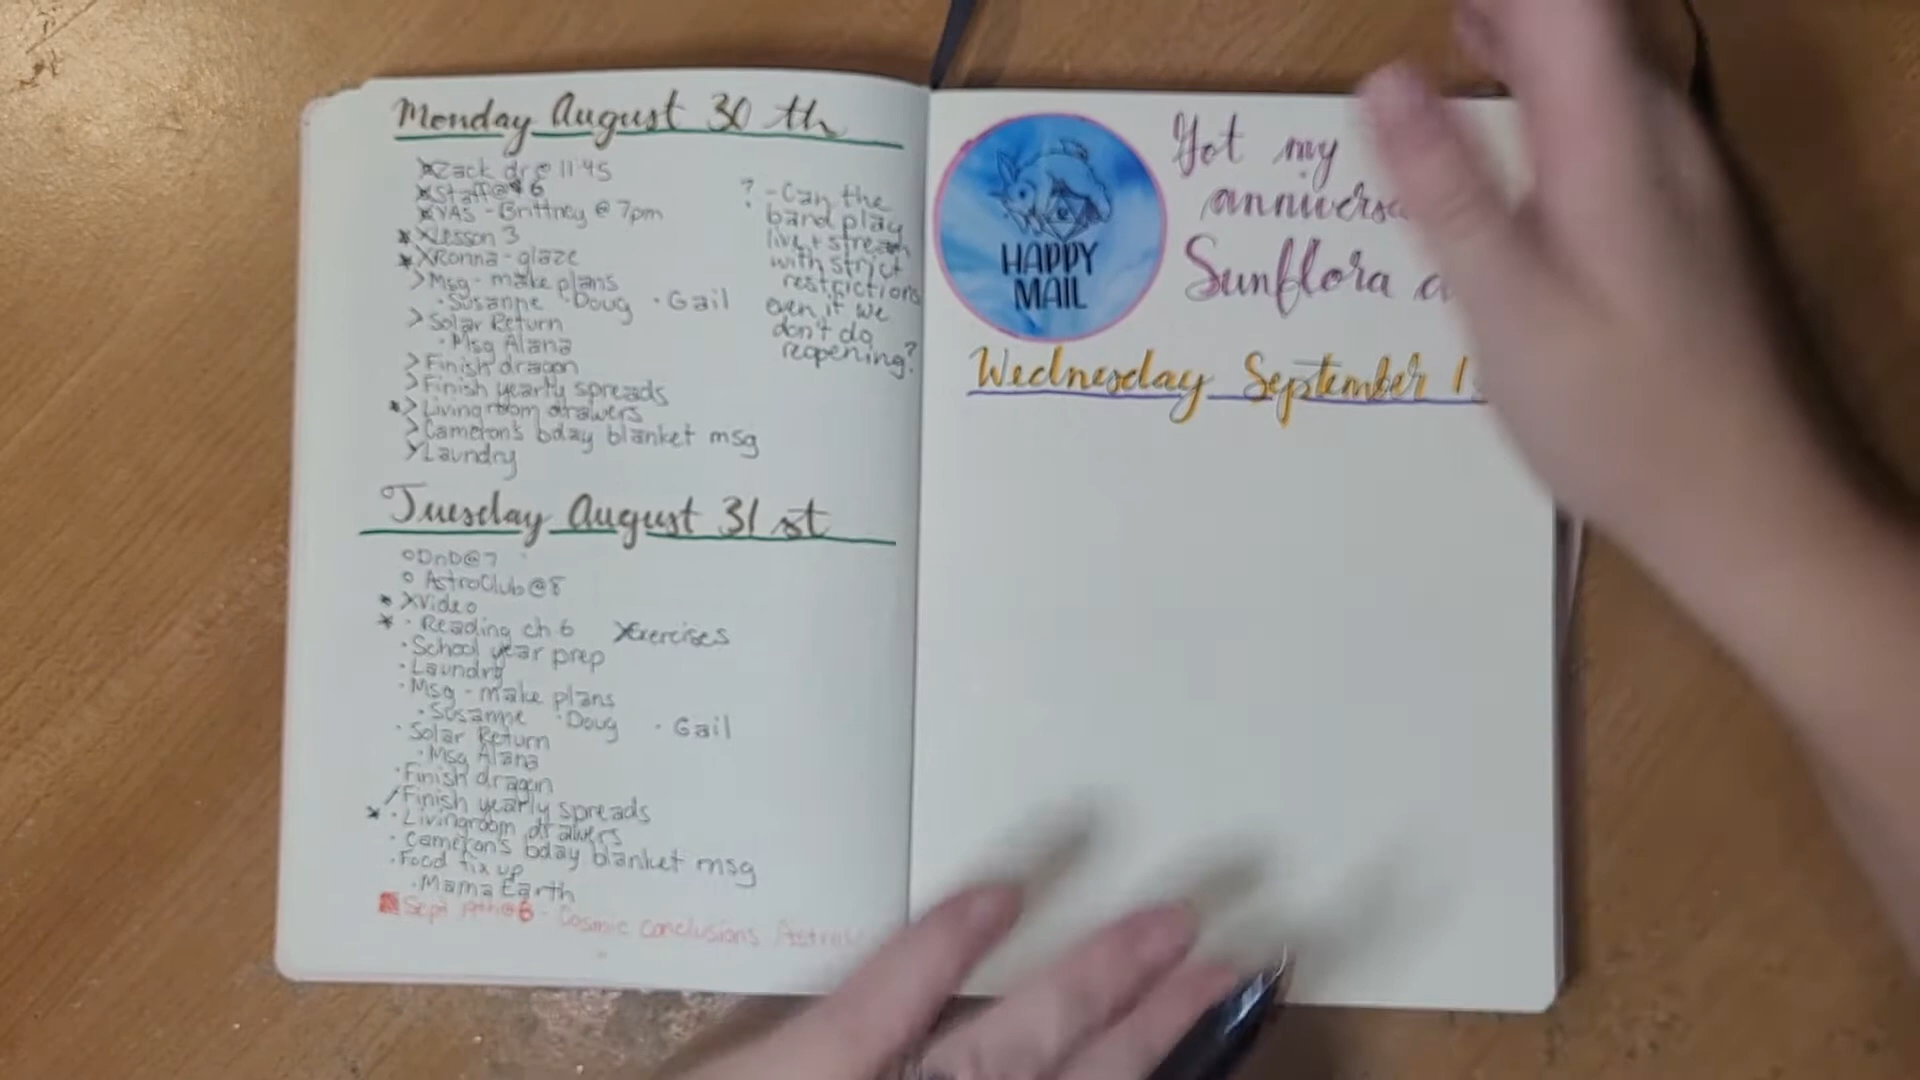 Monday August 30 th
Zack dr @ 11:45
Staff@ 6
YAS - Brittney @ 7pm
Lesson 3
Ronna - glaze
> Msg - make plans
· Susanne · Doug · Gail
> Solar Return
· Msg Alana
> Finish dragon
> Finish yearly spreads
> Livingroom drawers
> Cameron's bday blanket msg
Laundry
? - Can the
? band play
live + stream
with strict
restrictions
even if we
don't do
reopening?
Tuesday August 31 st
o DnD@7
o AstroClub@8
* X Video
* · Reading ch 6 X Exercises
· School year prep
· Laundry
· Msg - make plans
· Susanne · Doug · Gail
· Solar Return
· Msg Alana
· Finish dragon
/ Finish yearly spreads
* · Livingroom drawers
· Cameron's bday blanket msg
· Food fix up
· Mama Earth
Sept - Cosmic Conclusions
HAPPY
MAIL
Got my
Sunflora
Wednesday September